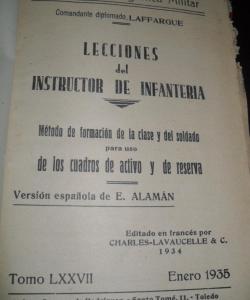 Militar
Comandante diplomado, LAFFARGUE
LECCIONES
del
INSTRUCTOR DE INFANTERIA
Método de formación de la clase y del soldado
para uso
de los cuadros de activo y de reserva
Versión española de E. ALAMÁN
Editado en francés por
CHARLES-LAVAUZELLE & C.
1934
Tomo LXXVII Enero 1935
Santo Tomé, 11. - Toledo